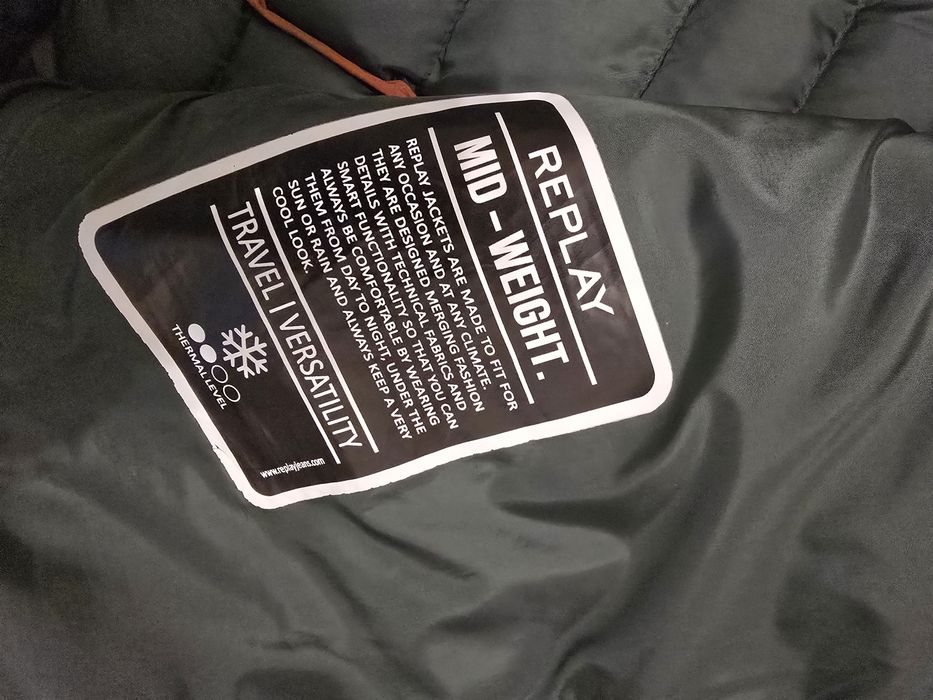 REPLAY
MID - WEIGHT.
REPLAY JACKETS ARE MADE TO FIT FOR
ANY OCCASION AND AT ANY CLIMATE.
THEY ARE DESIGNED MERGING FASHION
DETAILS WITH TECHNICAL FABRICS AND
SMART FUNCTIONALITY SO THAT YOU CAN
ALWAYS BE COMFORTABLE BY WEARING
THEM FROM DAY TO NIGHT, UNDER THE
SUN OR RAIN AND ALWAYS KEEP A VERY
COOL LOOK.
TRAVEL | VERSATILITY
THERMAL LEVEL
www.replayjeans.com